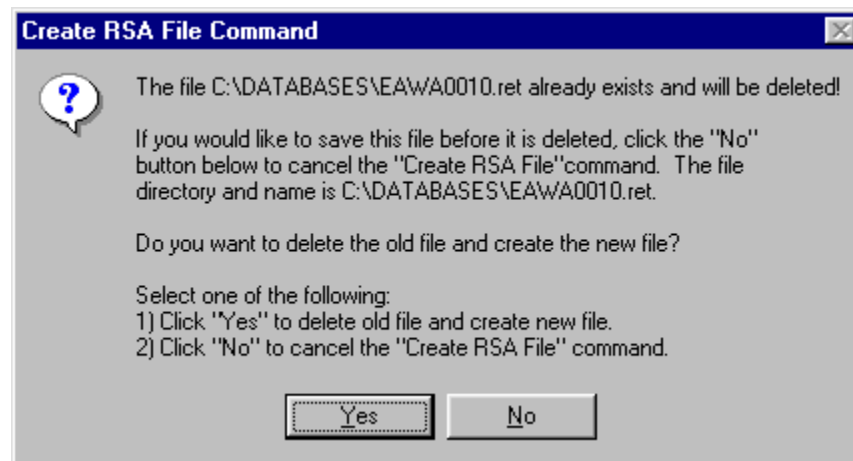 Create RSA File Command
The file C:\DATABASES\EAWA0010.ret already exists and will be deleted!
If you would like to save this file before it is deleted, click the "No"
button below to cancel the "Create RSA File"command.  The file
directory and name is C:\DATABASES\EAWA0010.ret.
Do you want to delete the old file and create the new file?
Select one of the following:
1) Click "Yes" to delete old file and create new file.
2) Click "No" to cancel the "Create RSA File" command.
Yes No